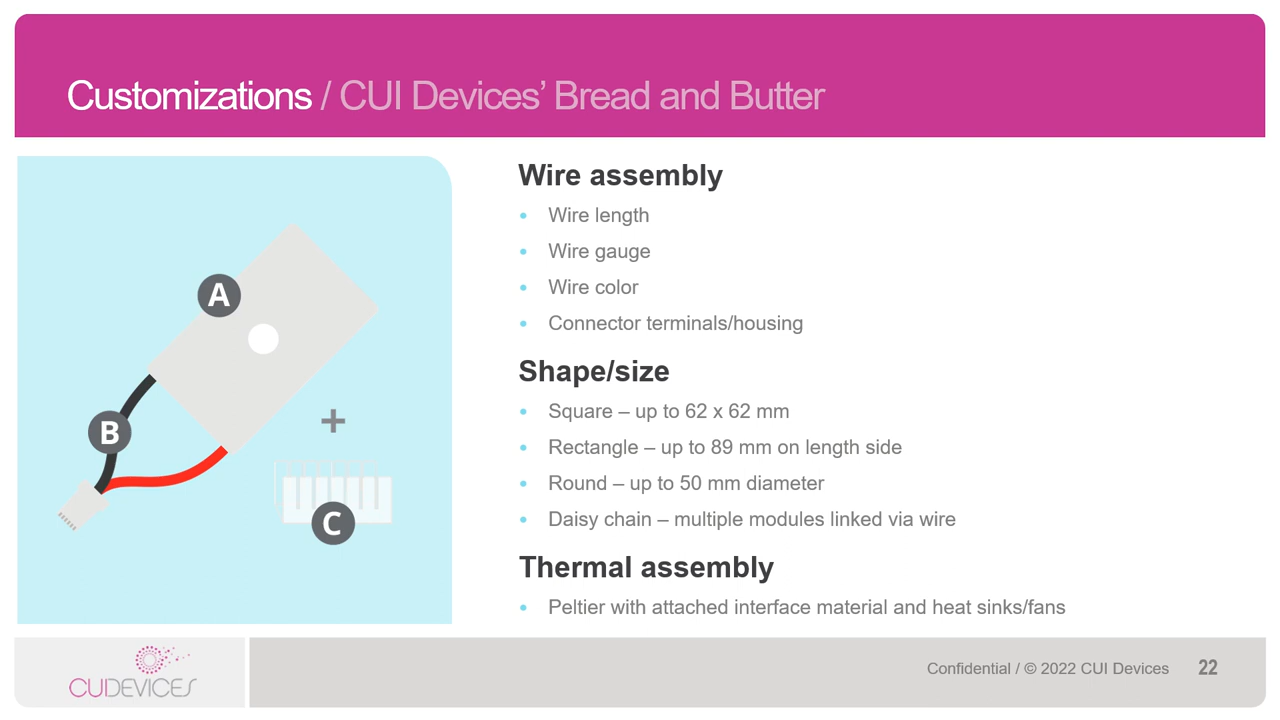 Customizations / CUI Devices’ Bread and Butter
A
B
C
+
Wire assembly
• Wire length
• Wire gauge
• Wire color
• Connector terminals/housing
Shape/size
• Square – up to 62 x 62 mm
• Rectangle – up to 89 mm on length side
• Round – up to 50 mm diameter
• Daisy chain – multiple modules linked via wire
Thermal assembly
• Peltier with attached interface material and heat sinks/fans
CUIDEVICES
Confidential / © 2022 CUI Devices 22